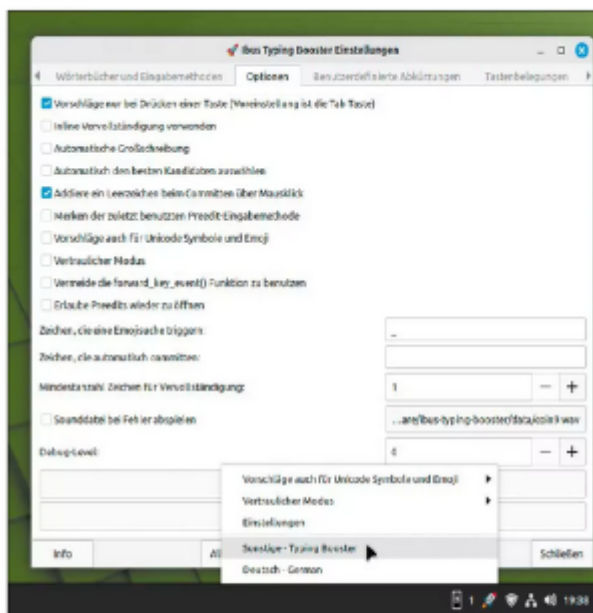 Ibus Typing Booster Einstellungen
Wörterbücher und Eingabemethoden Optionen Benutzerdefinierte Abkürzungen Tastenbelegungen
Vorschläge nur bei Drücken einer Taste (Voreinstellung ist die Tab-Taste)
Inline Vervollständigung verwenden
Automatische Großschreibung
Automatisch den besten Kandidaten auswählen
Addiere ein Leerzeichen beim Committen über Mausklick
Merken der zuletzt benutzten Preedit-Eingabemethode
Vorschläge auch für Unicode Symbole und Emoji
Vertraulicher Modus
Vermeide die forward_key_event() Funktion zu benutzen
Erlaube Preedits wieder zu öffnen
Zeichen, die eine Emojisuche triggern: _
Zeichen, die automatisch committen:
Mindestanzahl Zeichen für Vervollständigung: 1 − +
Sounddatei bei Fehler abspielen ...are/ibus-typing-booster/data/coin9.wav
Debug-Level: 0 − +
Vorschläge auch für Unicode Symbole und Emoji
Vertraulicher Modus
Einstellungen
Sonstige - Typing Booster
Deutsch - German
Info All Schließen
1 19:38